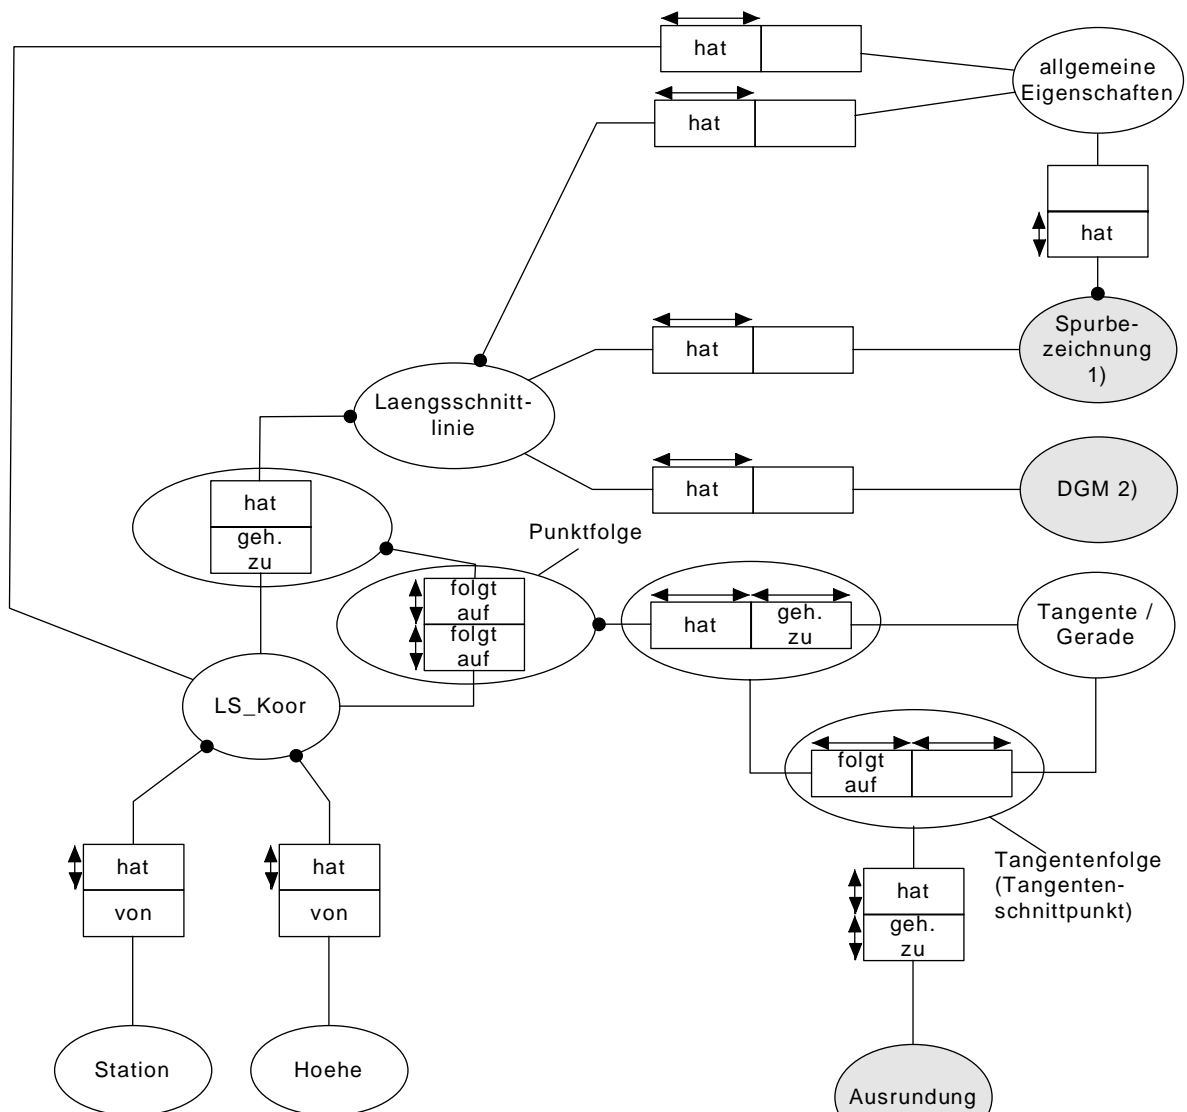 hat
allgemeine
Eigenschaften
hat
hat
Spurbe-
zeichnung
1)
hat
Laengsschnitt-
linie
hat
DGM 2)
hat
geh.
zu
Punktfolge
folgt
auf
folgt
auf
hat
geh.
zu
Tangente /
Gerade
LS_Koor
folgt
auf
hat
von
hat
von
Tangentenfolge
(Tangenten-
schnittpunkt)
hat
geh.
zu
Station
Hoehe
Ausrundung